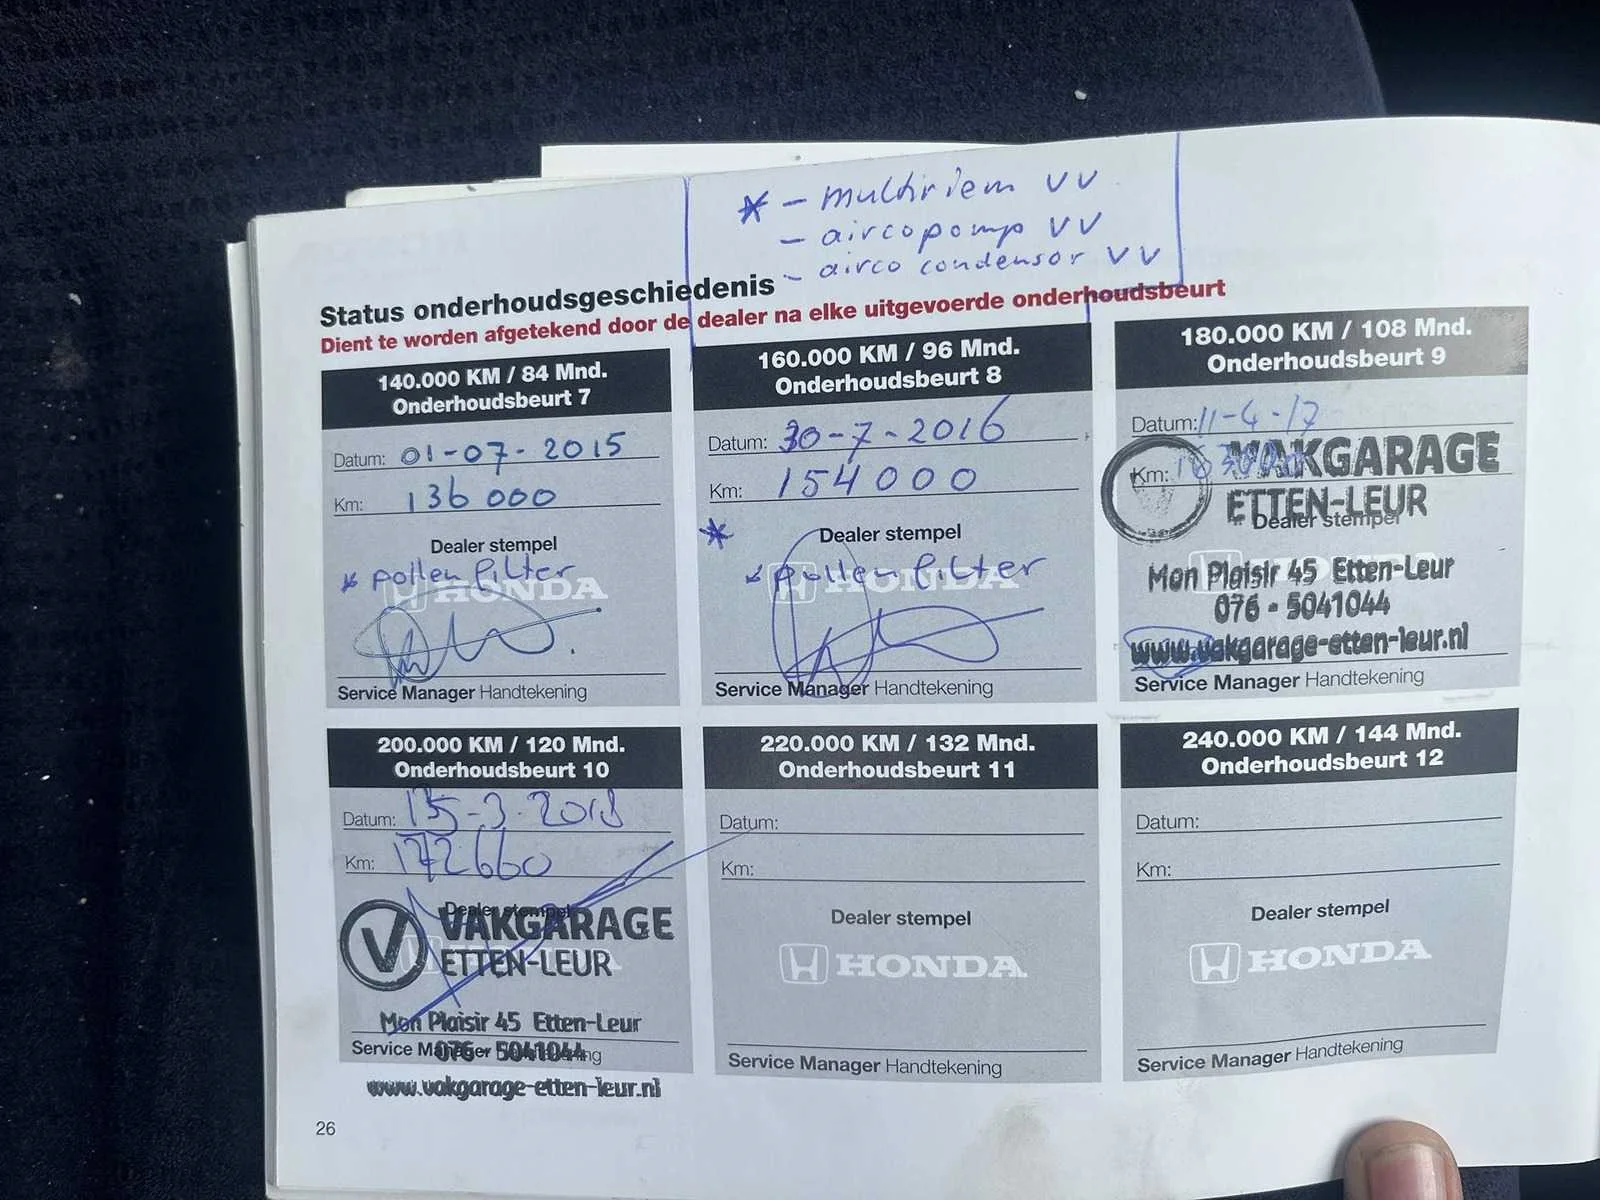 * - multiriem VV
- aircopomp VV
- airco condensor VV
Status onderhoudsgeschiedenis
Dient te worden afgetekend door de dealer na elke uitgevoerde onderhoudsbeurt
140.000 KM / 84 Mnd.
Onderhoudsbeurt 7
Datum: 01-07-2015
Km: 136 000
Dealer stempel
* pollen filter
HONDA
Service Manager Handtekening
160.000 KM / 96 Mnd.
Onderhoudsbeurt 8
Datum: 30-7-2016
Km: 154000
*
Dealer stempel
* pollen filter
HONDA
Service Manager Handtekening
180.000 KM / 108 Mnd.
Onderhoudsbeurt 9
Datum: 11-4-17
Km:
VAKGARAGE
ETTEN-LEUR
Dealer stempel
HONDA
Mon Plaisir 45 Etten-Leur
076 - 5041044
www.vakgarage-etten-leur.nl
Service Manager Handtekening
200.000 KM / 120 Mnd.
Onderhoudsbeurt 10
Datum: 15-3-2018
Km: 172660
Dealer stempel
VAKGARAGE
ETTEN-LEUR
Mon Plaisir 45 Etten-Leur
Service Manager Handtekening
076 - 5041044
www.vakgarage-etten-leur.nl
220.000 KM / 132 Mnd.
Onderhoudsbeurt 11
Datum:
Km:
Dealer stempel
HONDA
Service Manager Handtekening
240.000 KM / 144 Mnd.
Onderhoudsbeurt 12
Datum:
Km:
Dealer stempel
HONDA
Service Manager Handtekening
26